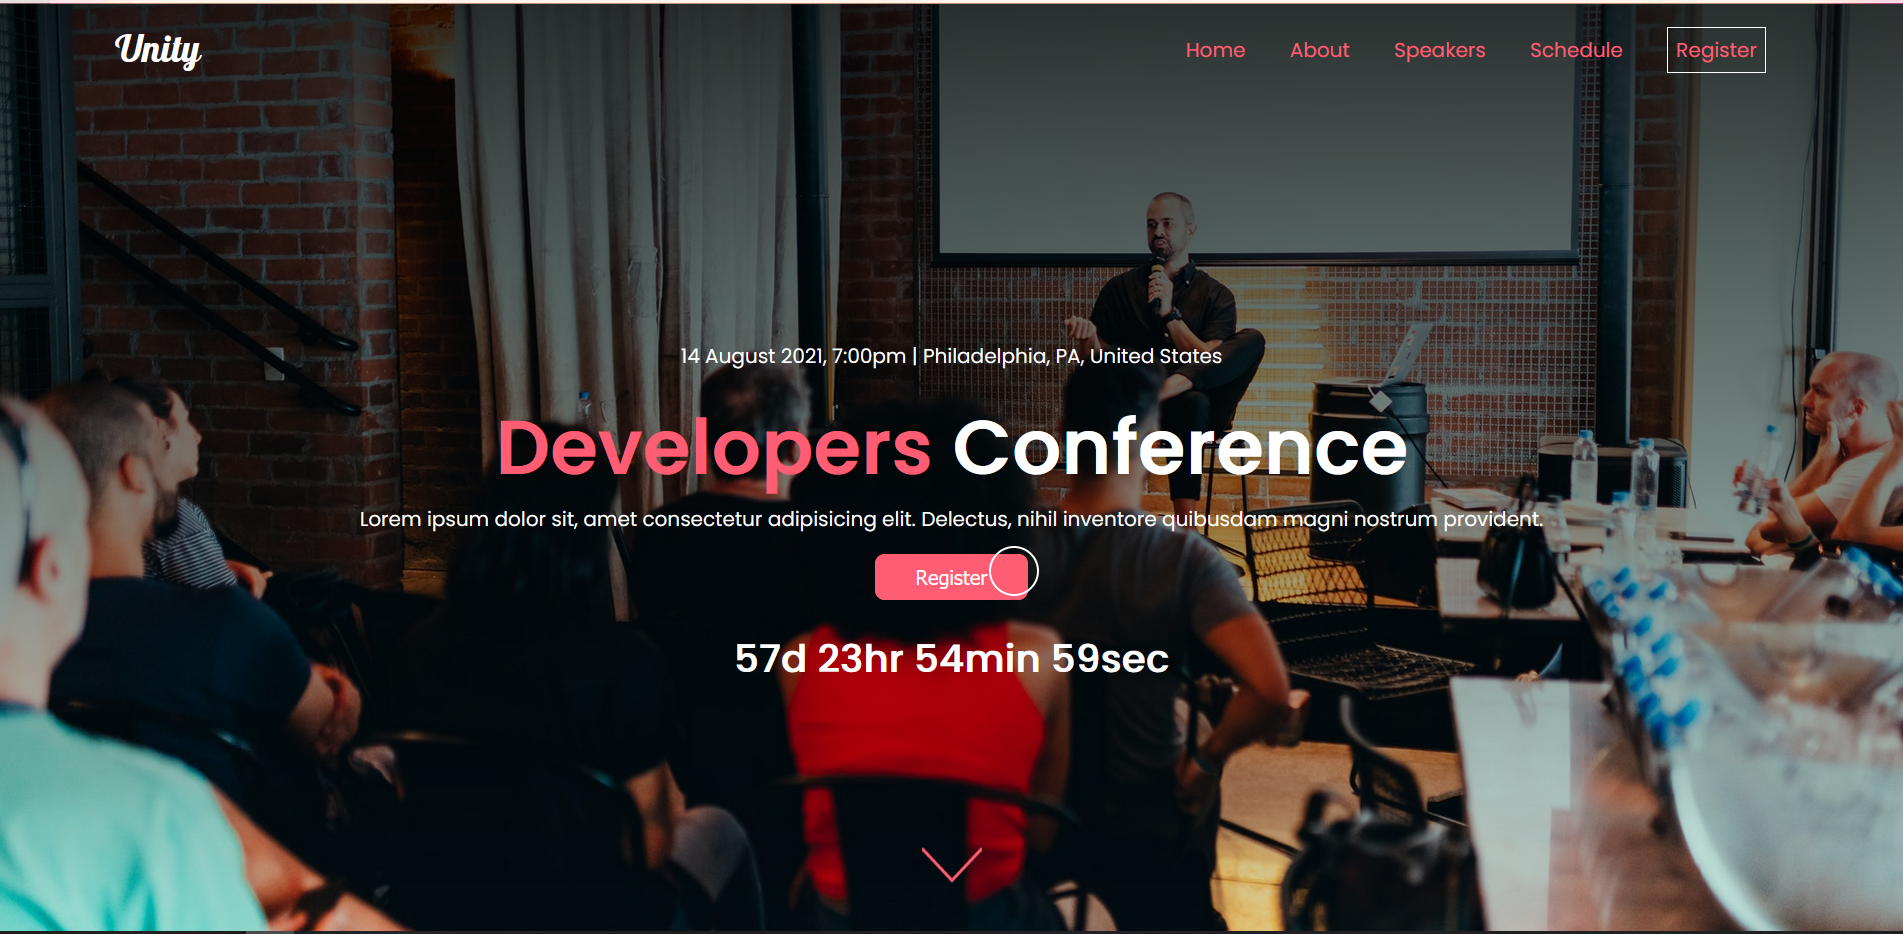 Unity
Home About Speakers Schedule Register
14 August 2021, 7:00pm | Philadelphia, PA, United States
Developers Conference
Lorem ipsum dolor sit, amet consectetur adipisicing elit. Delectus, nihil inventore quibusdam magni nostrum provident.
Register
57d 23hr 54min 59sec